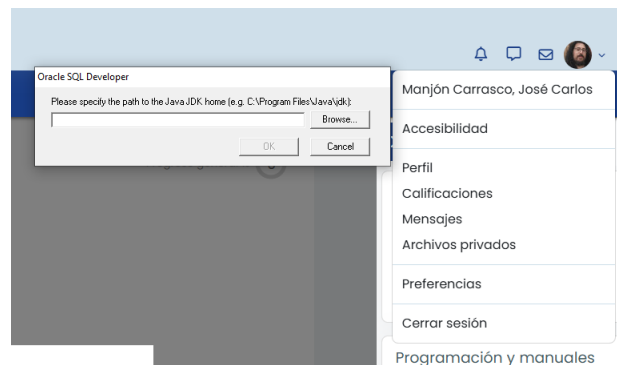 Oracle SQL Developer
Please specify the path to the Java JDK home (e.g. C:\Program Files\Java\jdk):
Browse...
OK
Cancel
Manjón Carrasco, José Carlos
Accesibilidad
Perfil
Calificaciones
Mensajes
Archivos privados
Preferencias
Cerrar sesión
Programación y manuales